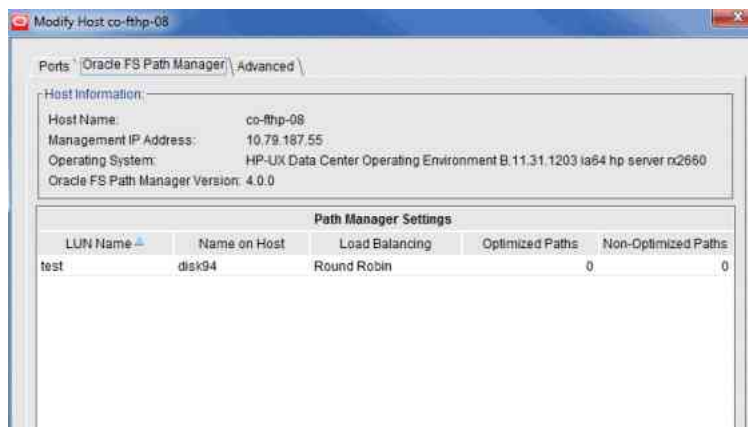 Modify Host co-fthp-08
Ports Oracle FS Path Manager Advanced
Host Information:
Host Name: co-fthp-08
Management IP Address: 10.79.187.55
Operating System: HP-UX Data Center Operating Environment B.11.31.1203 ia64 hp server rx2660
Oracle FS Path Manager Version: 4.0.0
Path Manager Settings
LUN Name Name on Host Load Balancing Optimized Paths Non-Optimized Paths
test disk94 Round Robin 0 0